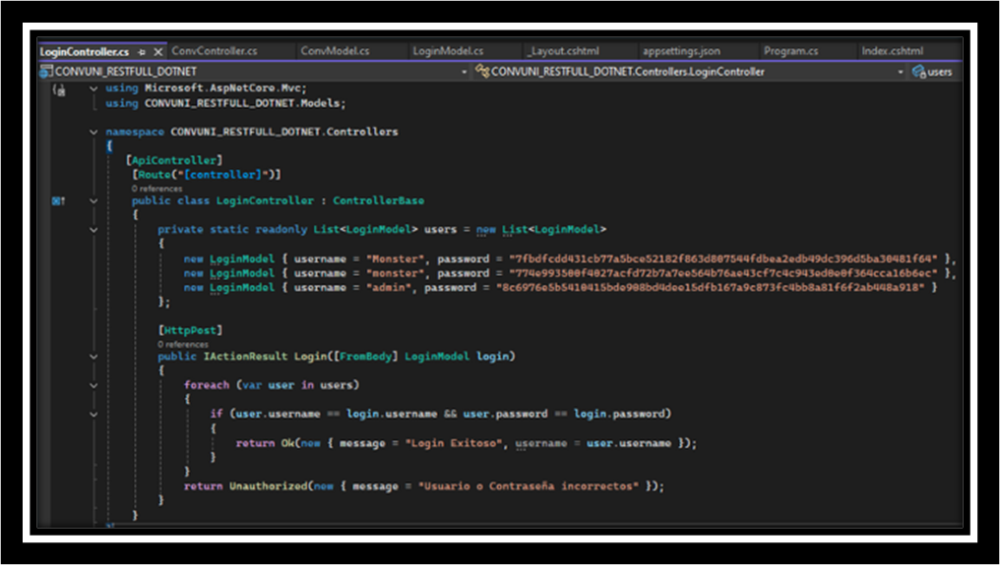 LoginController.cs ConvController.cs ConvModel.cs LoginModel.cs _Layout.cshtml appsettings.json Program.cs Index.cshtml
CONVUNI_RESTFULL_DOTNET CONVUNI_RESTFULL_DOTNET.Controllers.LoginController users
using Microsoft.AspNetCore.Mvc;
using CONVUNI_RESTFULL_DOTNET.Models;
namespace CONVUNI_RESTFULL_DOTNET.Controllers
{
[ApiController]
[Route("[controller]")]
0 references
public class LoginController : ControllerBase
{
private static readonly List<LoginModel> users = new List<LoginModel>
{
new LoginModel { username = "Monster", password = "7fbdfcdd431cb77a5bce52182f863d807544fdbea2edb49dc396d5ba30481f64" },
new LoginModel { username = "monster", password = "774e993500f4027acfd72b7a7ee564b76ae43cf7c4c943ed0e0f364cca16b6ec" },
new LoginModel { username = "admin", password = "8c6976e5b5410415bde908bd4dee15dfb167a9c873fc4bb8a81f6f2ab448a918" }
};
[HttpPost]
0 references
public IActionResult Login([FromBody] LoginModel login)
{
foreach (var user in users)
{
if (user.username == login.username && user.password == login.password)
{
return Ok(new { message = "Login Exitoso", username = user.username });
}
}
return Unauthorized(new { message = "Usuario o Contraseña incorrectos" });
}
}